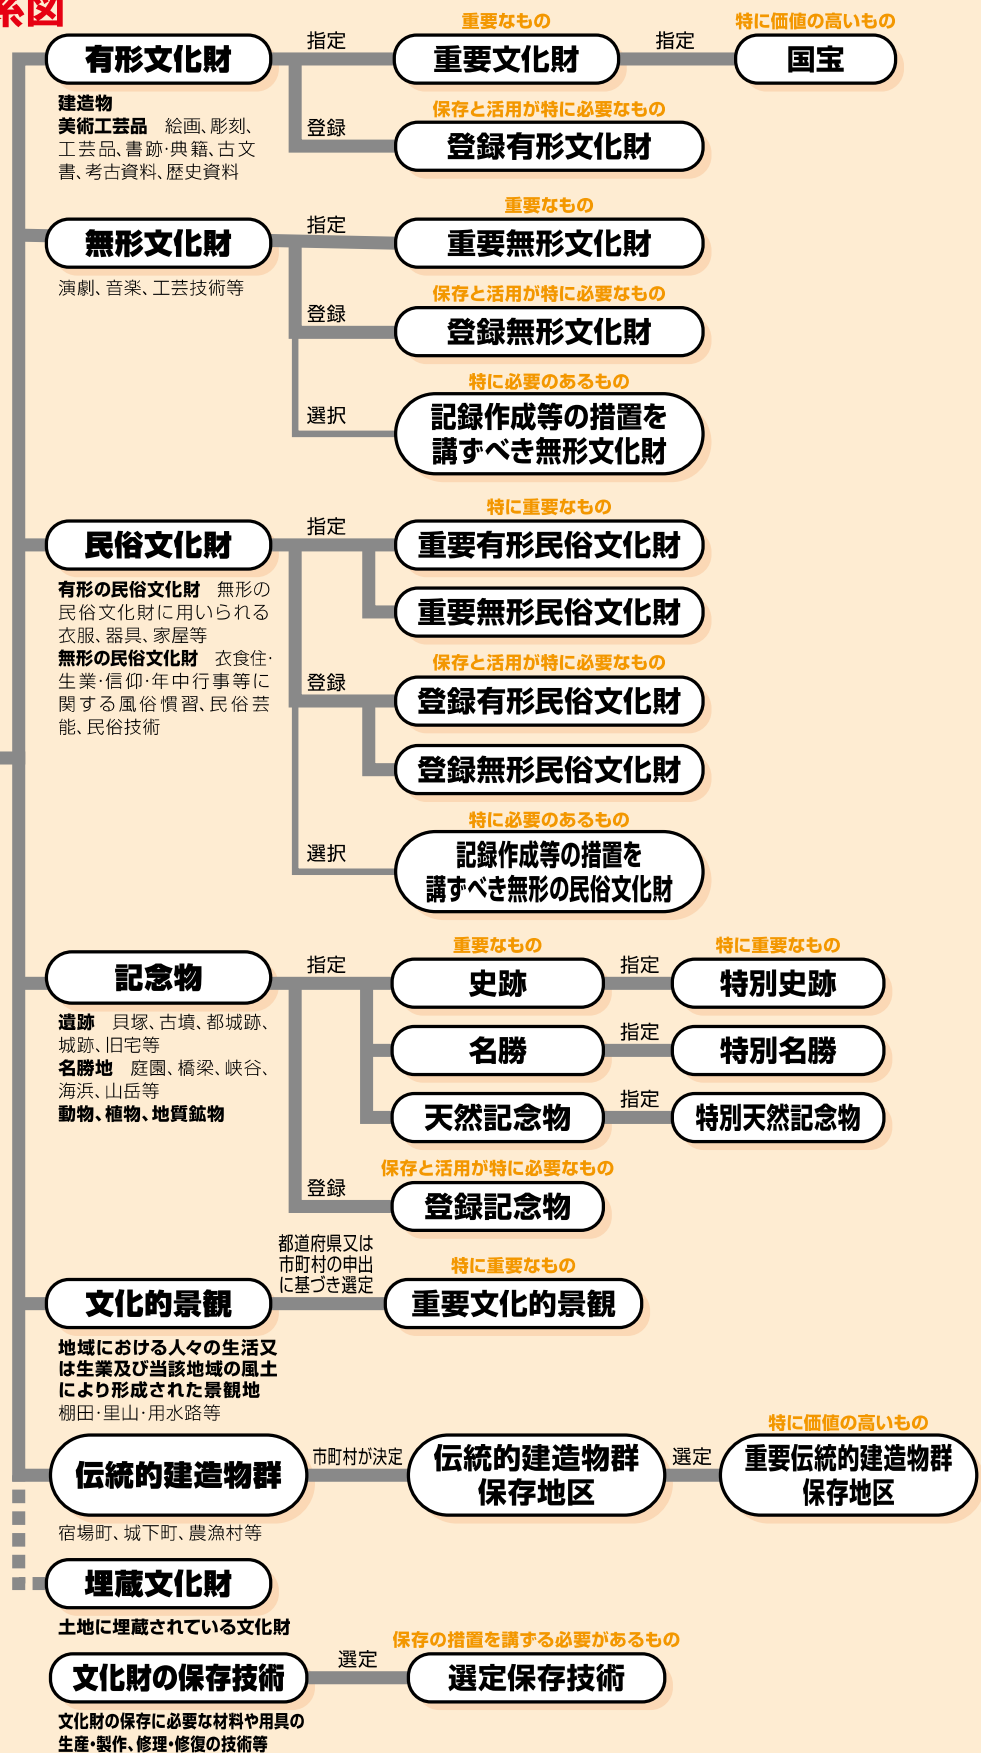 系図
重要なもの
特に価値の高いもの
有形文化財
指定
重要文化財
指定
国宝
建造物
美術工芸品　絵画、彫刻、
工芸品、書跡・典籍、古文
書、考古資料、歴史資料
保存と活用が特に必要なもの
登録
登録有形文化財
重要なもの
無形文化財
指定
重要無形文化財
演劇、音楽、工芸技術等
保存と活用が特に必要なもの
登録
登録無形文化財
特に必要のあるもの
選択
記録作成等の措置を
講ずべき無形文化財
特に重要なもの
民俗文化財
指定
重要有形民俗文化財
重要無形民俗文化財
有形の民俗文化財　無形の
民俗文化財に用いられる
衣服、器具、家屋等
無形の民俗文化財　衣食住・
生業・信仰・年中行事等に
関する風俗慣習、民俗芸
能、民俗技術
保存と活用が特に必要なもの
登録
登録有形民俗文化財
登録無形民俗文化財
特に必要のあるもの
選択
記録作成等の措置を
講ずべき無形の民俗文化財
重要なもの
特に重要なもの
記念物
指定
史跡
指定
特別史跡
遺跡　貝塚、古墳、都城跡、
城跡、旧宅等
名勝地　庭園、橋梁、峡谷、
海浜、山岳等
動物、植物、地質鉱物
名勝
指定
特別名勝
天然記念物
指定
特別天然記念物
保存と活用が特に必要なもの
登録
登録記念物
都道府県又は
市町村の申出
に基づき選定
特に重要なもの
文化的景観
重要文化的景観
地域における人々の生活又
は生業及び当該地域の風土
により形成された景観地
棚田・里山・用水路等
特に価値の高いもの
伝統的建造物群
市町村が決定
伝統的建造物群
保存地区
選定
重要伝統的建造物群
保存地区
宿場町、城下町、農漁村等
埋蔵文化財
土地に埋蔵されている文化財
保存の措置を講ずる必要があるもの
文化財の保存技術
選定
選定保存技術
文化財の保存に必要な材料や用具の
生産・製作、修理・修復の技術等